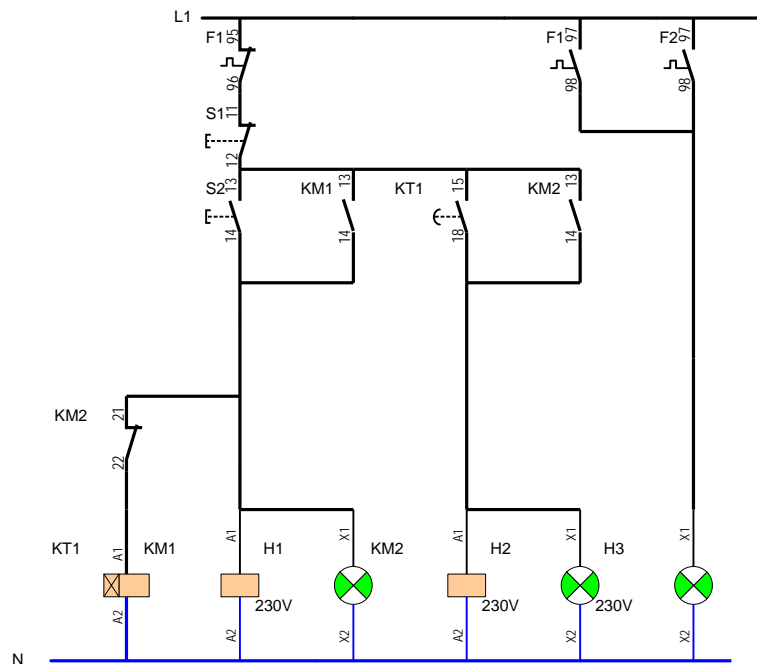 L1
F1 95 F1 97 F2 97
96 98 98
S1 11
12
S2 13 KM1 13 KT1 15 KM2 13
14 14 18 14
KM2 21
22
KT1 A1 KM1 A1 H1 X1 KM2 A1 H2 X1 H3 X1
230V 230V 230V
A2 A2 X2 A2 X2 X2
N